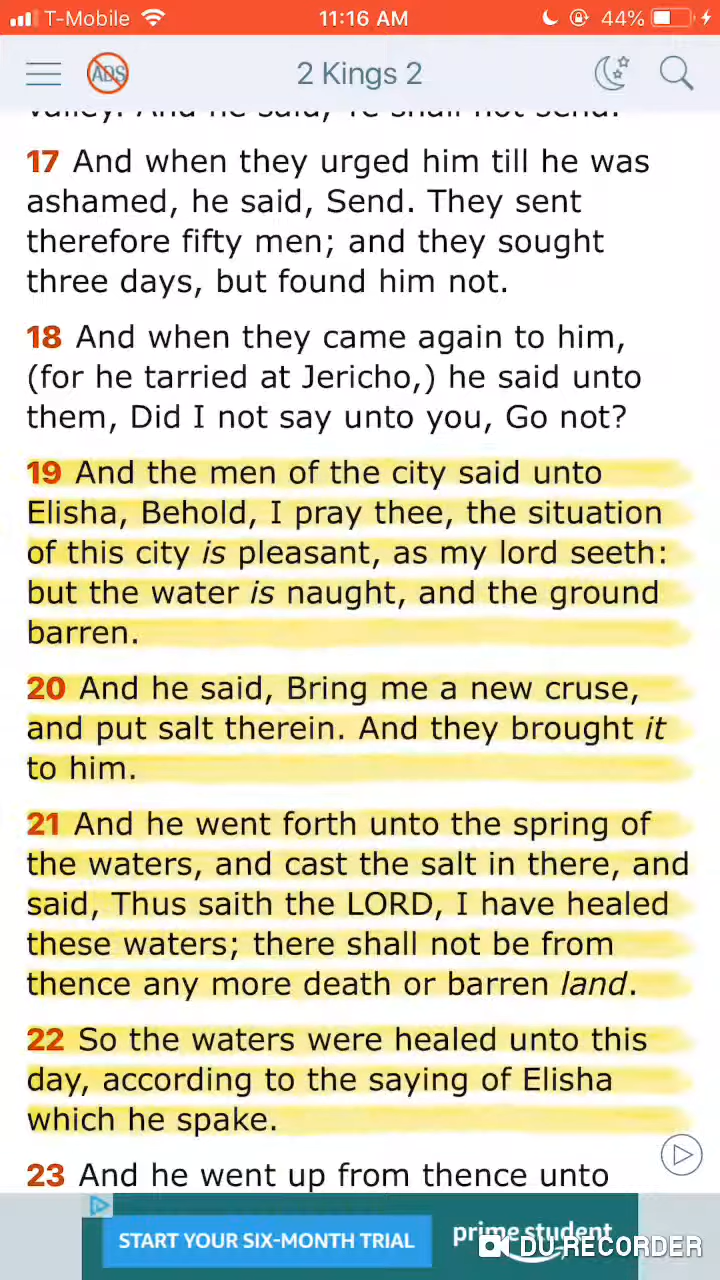 T-Mobile 11:16 AM 44%
ADS 2 Kings 2
valley. And he said, Ye shall not send.
17 And when they urged him till he was
ashamed, he said, Send. They sent
therefore fifty men; and they sought
three days, but found him not.
18 And when they came again to him,
(for he tarried at Jericho,) he said unto
them, Did I not say unto you, Go not?
19 And the men of the city said unto
Elisha, Behold, I pray thee, the situation
of this city is pleasant, as my lord seeth:
but the water is naught, and the ground
barren.
20 And he said, Bring me a new cruse,
and put salt therein. And they brought it
to him.
21 And he went forth unto the spring of
the waters, and cast the salt in there, and
said, Thus saith the LORD, I have healed
these waters; there shall not be from
thence any more death or barren land.
22 So the waters were healed unto this
day, according to the saying of Elisha
which he spake.
23 And he went up from thence unto
START YOUR SIX-MONTH TRIAL prime student
DU RECORDER